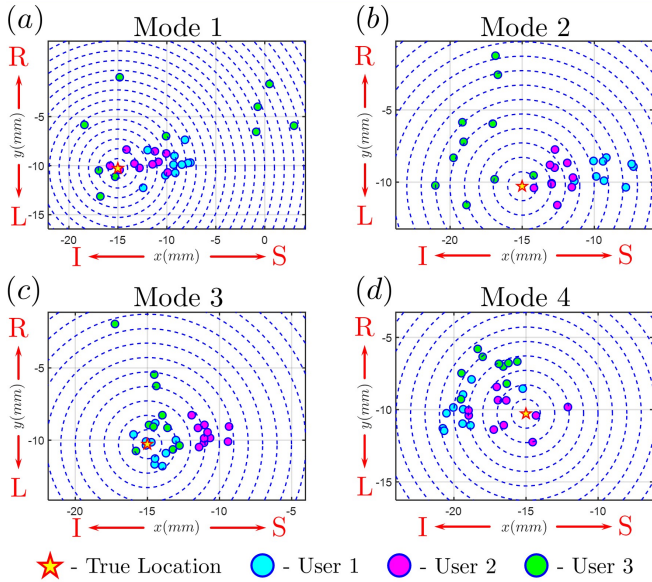 (a) Mode 1
R
-5
-10
-15
y(mm)
L
-20 -15 -10 -5 0
I x(mm) S
(b) Mode 2
R
-5
-10
y(mm)
L
-20 -15 -10
I x(mm) S
(c) Mode 3
R
-5
-10
y(mm)
L
-20 -15 -10 -5
I x(mm) S
(d) Mode 4
R
-5
-10
-15
y(mm)
L
-20 -15 -10 -5
I x(mm) S
- True Location - User 1 - User 2 - User 3